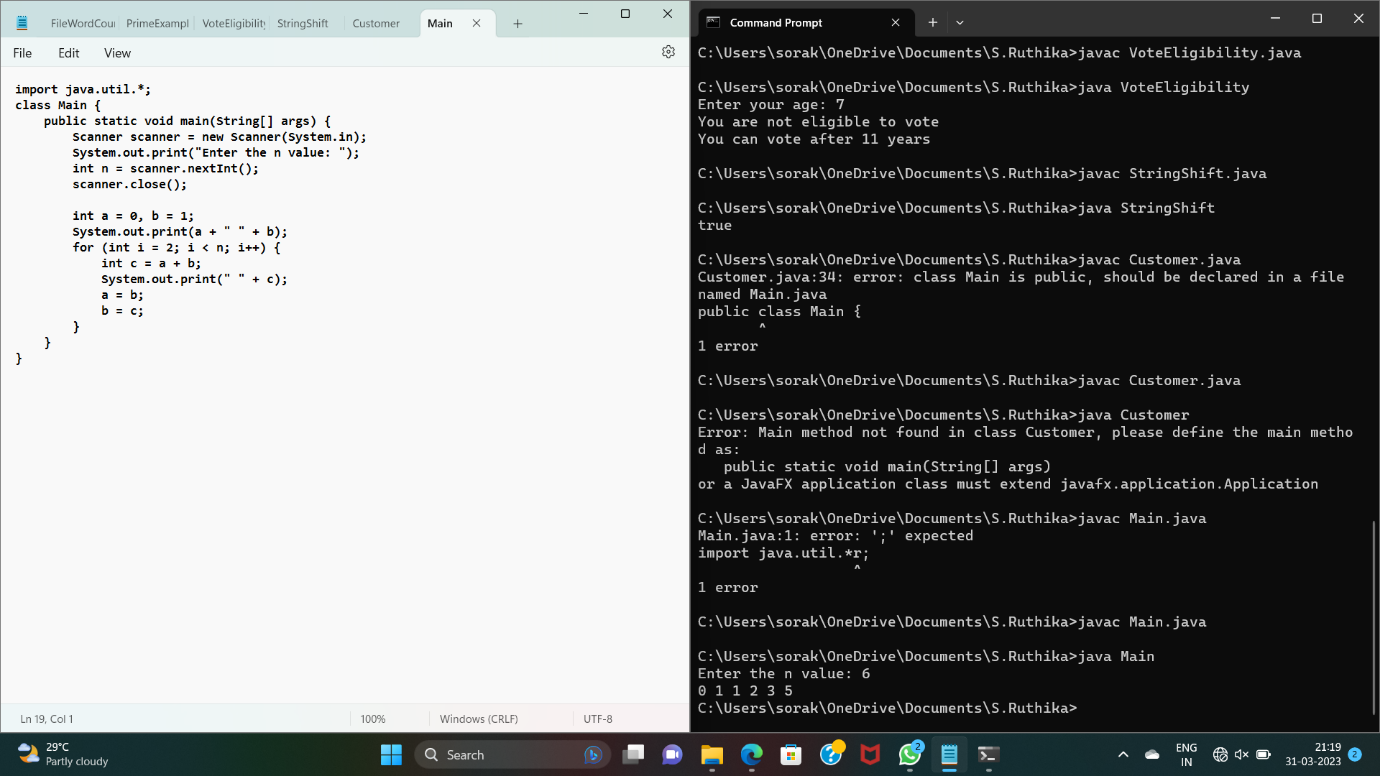 FileWordCou PrimeExampl VoteEligibility StringShift Customer Main
File Edit View
import java.util.*;
class Main {
    public static void main(String[] args) {
        Scanner scanner = new Scanner(System.in);
        System.out.print("Enter the n value: ");
        int n = scanner.nextInt();
        scanner.close();
        int a = 0, b = 1;
        System.out.print(a + " " + b);
        for (int i = 2; i < n; i++) {
            int c = a + b;
            System.out.print(" " + c);
            a = b;
            b = c;
        }
    }
}
Ln 19, Col 1 100% Windows (CRLF) UTF-8
Command Prompt
C:\Users\sorak\OneDrive\Documents\S.Ruthika>javac VoteEligibility.java
C:\Users\sorak\OneDrive\Documents\S.Ruthika>java VoteEligibility
Enter your age: 7
You are not eligible to vote
You can vote after 11 years
C:\Users\sorak\OneDrive\Documents\S.Ruthika>javac StringShift.java
C:\Users\sorak\OneDrive\Documents\S.Ruthika>java StringShift
true
C:\Users\sorak\OneDrive\Documents\S.Ruthika>javac Customer.java
Customer.java:34: error: class Main is public, should be declared in a file
named Main.java
public class Main {
       ^
1 error
C:\Users\sorak\OneDrive\Documents\S.Ruthika>javac Customer.java
C:\Users\sorak\OneDrive\Documents\S.Ruthika>java Customer
Error: Main method not found in class Customer, please define the main metho
d as:
   public static void main(String[] args)
or a JavaFX application class must extend javafx.application.Application
C:\Users\sorak\OneDrive\Documents\S.Ruthika>javac Main.java
Main.java:1: error: ';' expected
import java.util.*r;
                  ^
1 error
C:\Users\sorak\OneDrive\Documents\S.Ruthika>javac Main.java
C:\Users\sorak\OneDrive\Documents\S.Ruthika>java Main
Enter the n value: 6
0 1 1 2 3 5
C:\Users\sorak\OneDrive\Documents\S.Ruthika>
29°C
Partly cloudy
Search
2
ENG
IN
21:19
31-03-2023
2